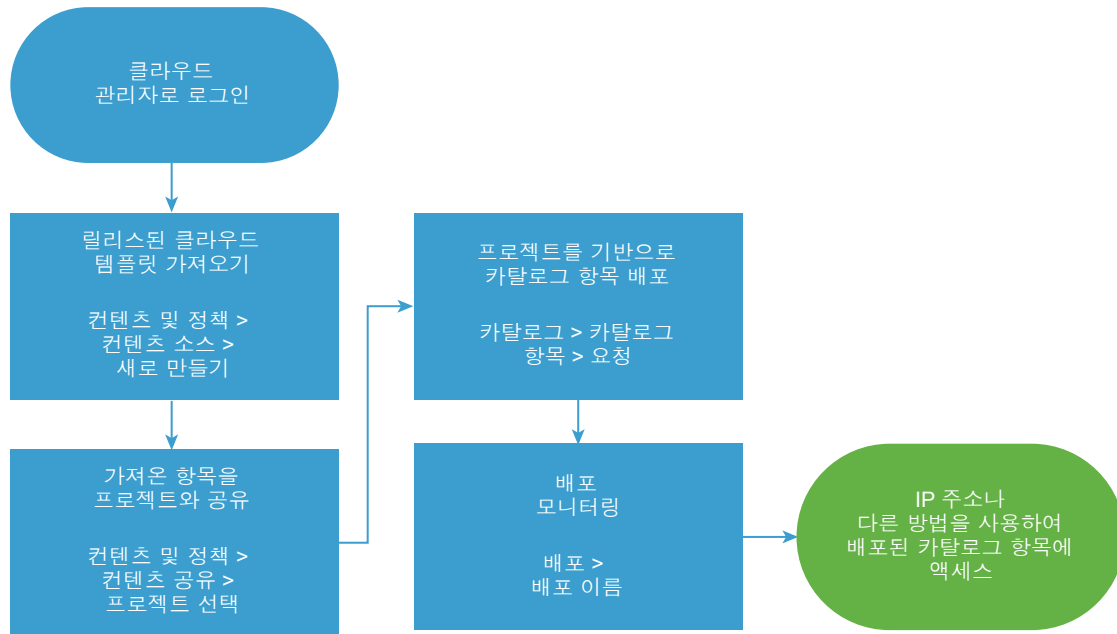 클라우드
관리자로 로그인
릴리스된 클라우드
템플릿 가져오기
컨텐츠 및 정책 >
컨텐츠 소스 >
새로 만들기
가져온 항목을
프로젝트와 공유
컨텐츠 및 정책 >
컨텐츠 공유 >
프로젝트 선택
프로젝트를 기반으로
카탈로그 항목 배포
카탈로그 > 카탈로그
항목 > 요청
배포
모니터링
배포 >
배포 이름
IP 주소나
다른 방법을 사용하여
배포된 카탈로그 항목에
액세스